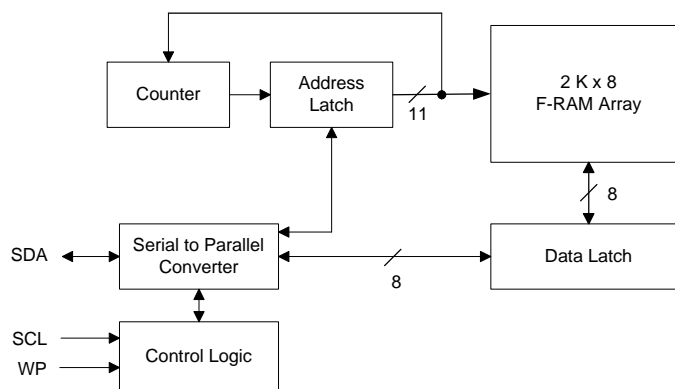 Counter
Address
Latch
11
2 K x 8
F-RAM Array
8
SDA
Serial to Parallel
Converter
8
Data Latch
SCL
WP
Control Logic